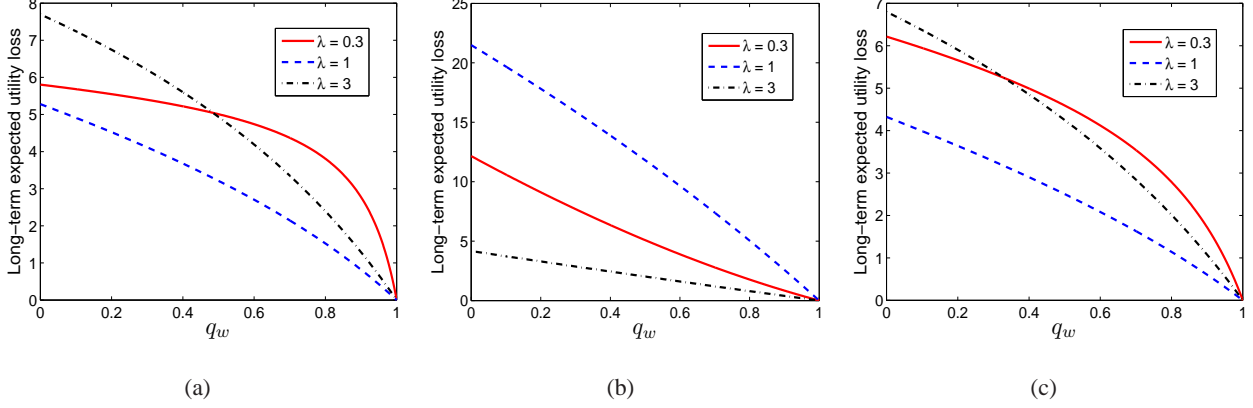 8
7
6
5
4
3
2
1
0
0 0.2 0.4 0.6 0.8 1
Long−term expected utility loss
q_w
λ = 0.3
λ = 1
λ = 3
(a)
25
20
15
10
5
0
0 0.2 0.4 0.6 0.8 1
Long−term expected utility loss
q_w
λ = 0.3
λ = 1
λ = 3
(b)
7
6
5
4
3
2
1
0
0 0.2 0.4 0.6 0.8 1
Long−term expected utility loss
q_w
λ = 0.3
λ = 1
λ = 3
(c)